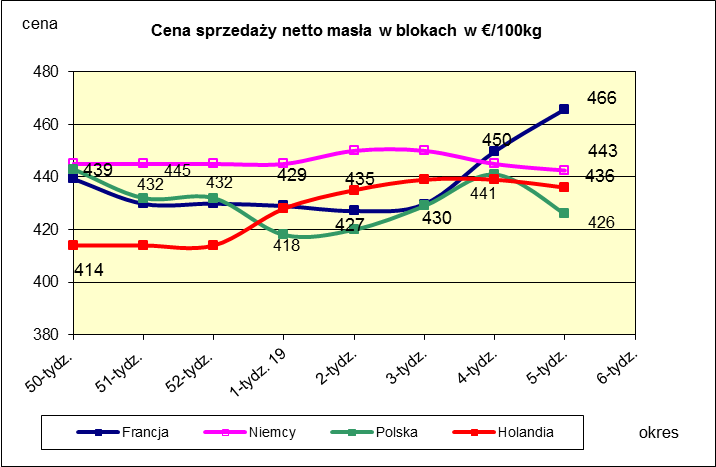 cena
Cena sprzedaży netto masła w blokach w €/100kg
480
460
440
420
400
380
466
450
443
439
445
432
432
429
435
436
441
430
427
426
418
414
50-tydz.
51-tydz.
52-tydz.
1-tydz. 19
2-tydz.
3-tydz.
4-tydz.
5-tydz.
6-tydz.
Francja Niemcy Polska Holandia
okres